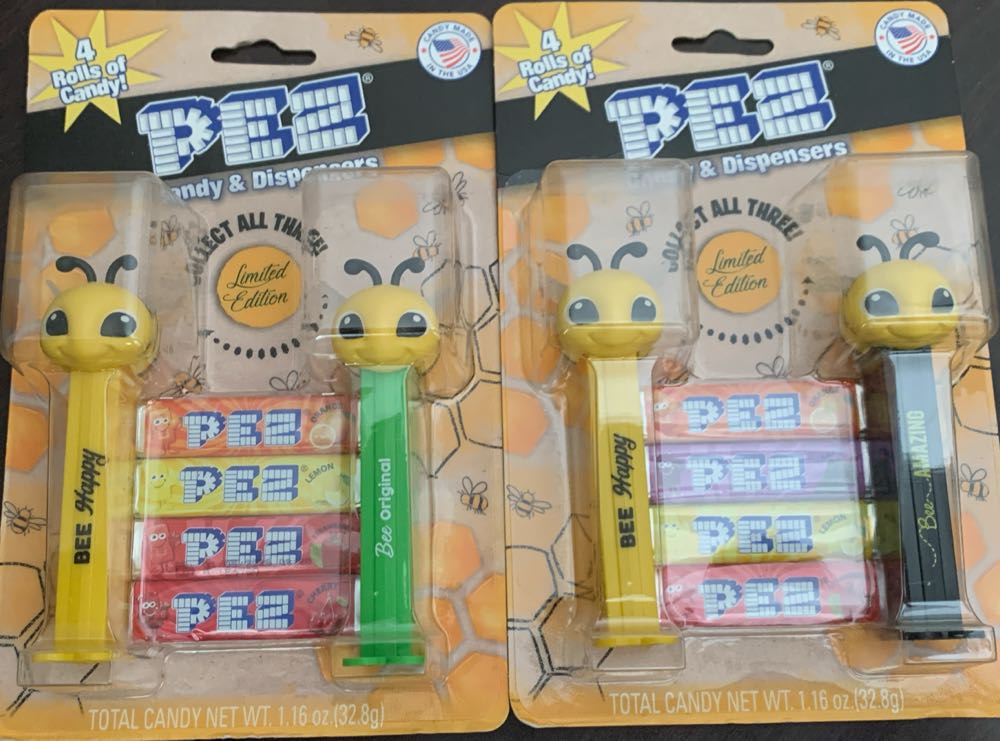 4
Rolls of
Candy!
CANDY MADE
IN THE USA
PEZ®
Candy & Dispensers
COLLECT ALL THREE!
Limited
Edition
BEE Happy
PEZ ORANGE
PEZ® LEMON
PEZ
PEZ® CHERRY
Bee Original
TOTAL CANDY NET WT. 1.16 oz.(32.8g)
4
Rolls of
Candy!
CANDY MADE
IN THE USA
PEZ®
Candy & Dispensers
COLLECT ALL THREE!
Limited
Edition
BEE Happy
PEZ
PEZ
PEZ LEMON
PEZ
Bee AMAZING
TOTAL CANDY NET WT. 1.16 oz.(32.8g)